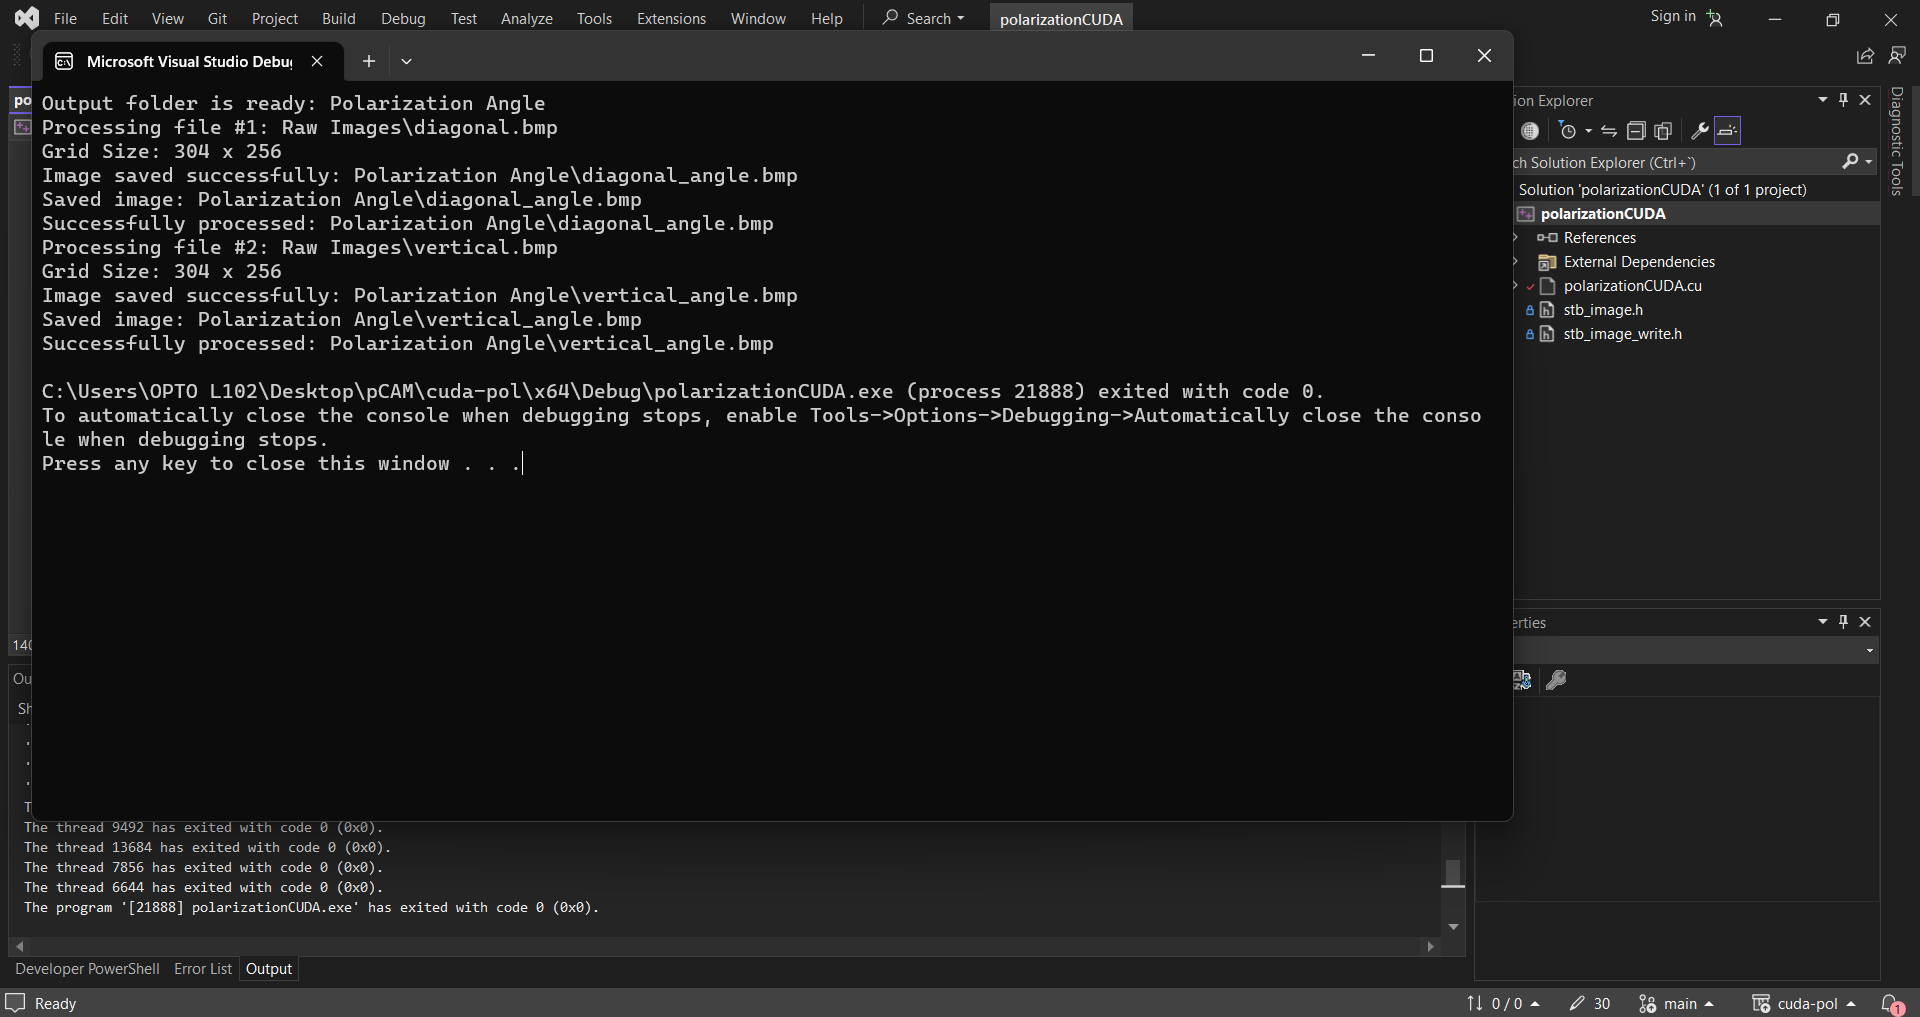 File Edit View Git Project Build Debug Test Analyze Tools Extensions Window Help Search polarizationCUDA Sign in
Microsoft Visual Studio Debu
Output folder is ready: Polarization Angle
Processing file #1: Raw Images\diagonal.bmp
Grid Size: 304 x 256
Image saved successfully: Polarization Angle\diagonal_angle.bmp
Saved image: Polarization Angle\diagonal_angle.bmp
Successfully processed: Polarization Angle\diagonal_angle.bmp
Processing file #2: Raw Images\vertical.bmp
Grid Size: 304 x 256
Image saved successfully: Polarization Angle\vertical_angle.bmp
Saved image: Polarization Angle\vertical_angle.bmp
Successfully processed: Polarization Angle\vertical_angle.bmp
C:\Users\OPTO L102\Desktop\pCAM\cuda-pol\x64\Debug\polarizationCUDA.exe (process 21888) exited with code 0.
To automatically close the console when debugging stops, enable Tools->Options->Debugging->Automatically close the conso
le when debugging stops.
Press any key to close this window . . .
po
140
Ou
Sh
T
The thread 9492 has exited with code 0 (0x0).
The thread 13684 has exited with code 0 (0x0).
The thread 7856 has exited with code 0 (0x0).
The thread 6644 has exited with code 0 (0x0).
The program '[21888] polarizationCUDA.exe' has exited with code 0 (0x0).
Developer PowerShell Error List Output
ion Explorer
ch Solution Explorer (Ctrl+`)
Solution 'polarizationCUDA' (1 of 1 project)
polarizationCUDA
References
External Dependencies
polarizationCUDA.cu
stb_image.h
stb_image_write.h
erties
Diagnostic Tools
Ready
0 / 0 30 main cuda-pol 1